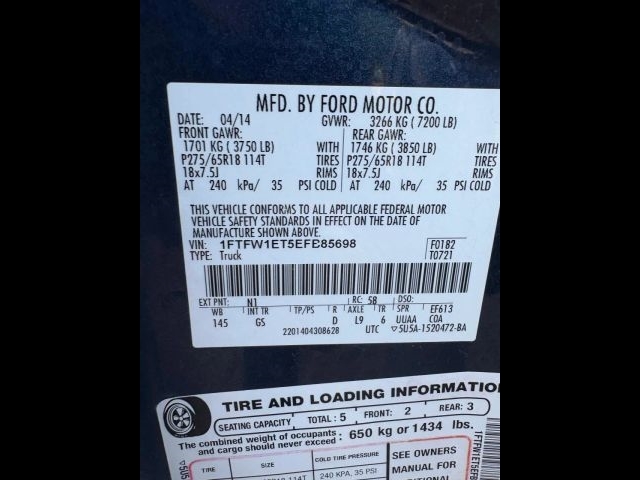 MFD. BY FORD MOTOR CO.
DATE: 04/14 GVWR: 3266 KG ( 7200 LB)
FRONT GAWR: REAR GAWR:
1701 KG ( 3750 LB) WITH 1746 KG ( 3850 LB) WITH
P275/65R18 114T TIRES P275/65R18 114T TIRES
18x7.5J RIMS 18x7.5J RIMS
AT 240 kPa/ 35 PSI COLD AT 240 kPa/ 35 PSI COLD
THIS VEHICLE CONFORMS TO ALL APPLICABLE FEDERAL MOTOR
VEHICLE SAFETY STANDARDS IN EFFECT ON THE DATE OF
MANUFACTURE SHOWN ABOVE.
VIN: 1FTFW1ET5EFB85698 F0182
TYPE: Truck T0721
EXT PNT: N1 RC: 58 DSO:
WB INT TR TP/PS R AXLE TR SPR EF613
145 GS D L9 6 UUAA COA
2201404308628 UTC ▽5U5A-1520472-BA
TIRE AND LOADING INFORMATION
SEATING CAPACITY TOTAL: 5 FRONT: 2 REAR: 3
The combined weight of occupants
and cargo should never exceed: 650 kg or 1434 lbs.
TIRE SIZE COLD TIRE PRESSURE SEE OWNERS
MANUAL FOR
114T 240 KPA, 35 PSI ADDITIONAL